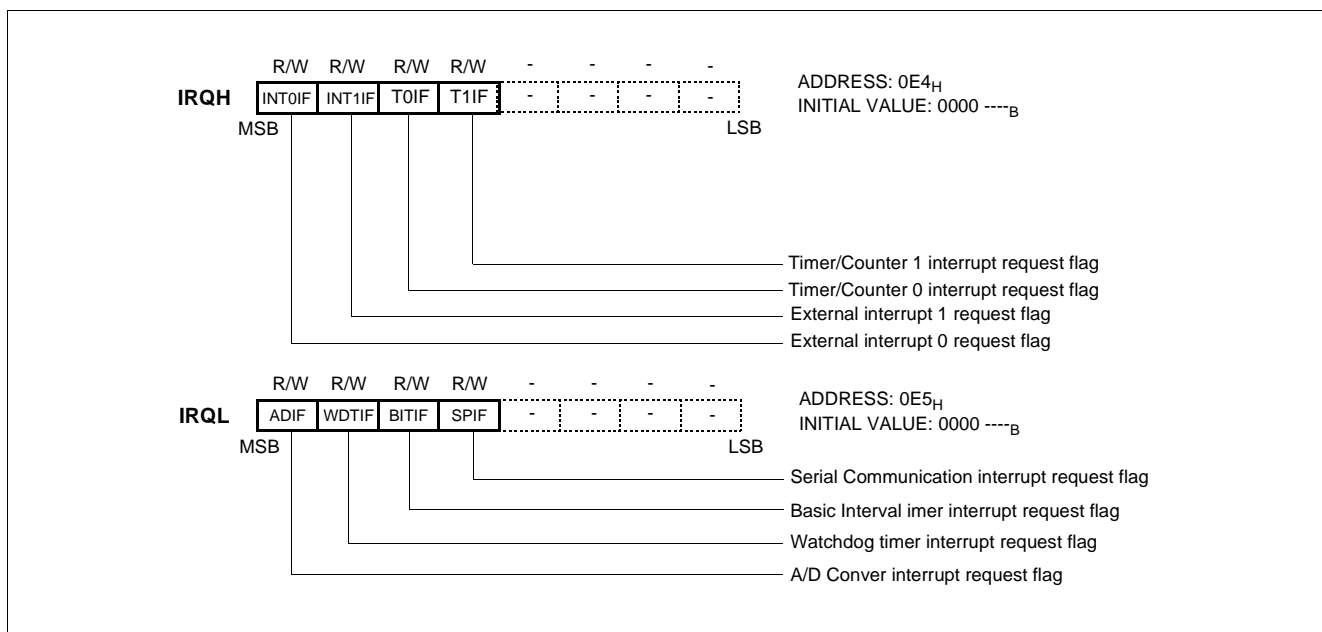 R/W R/W R/W R/W - - - -
IRQH INT0IF INT1IF T0IF T1IF - - - -
MSB LSB
ADDRESS: 0E4H
INITIAL VALUE: 0000 ----B
Timer/Counter 1 interrupt request flag
Timer/Counter 0 interrupt request flag
External interrupt 1 request flag
External interrupt 0 request flag
R/W R/W R/W R/W - - - -
IRQL ADIF WDTIF BITIF SPIF - - - -
MSB LSB
ADDRESS: 0E5H
INITIAL VALUE: 0000 ----B
Serial Communication interrupt request flag
Basic Interval imer interrupt request flag
Watchdog timer interrupt request flag
A/D Conver interrupt request flag